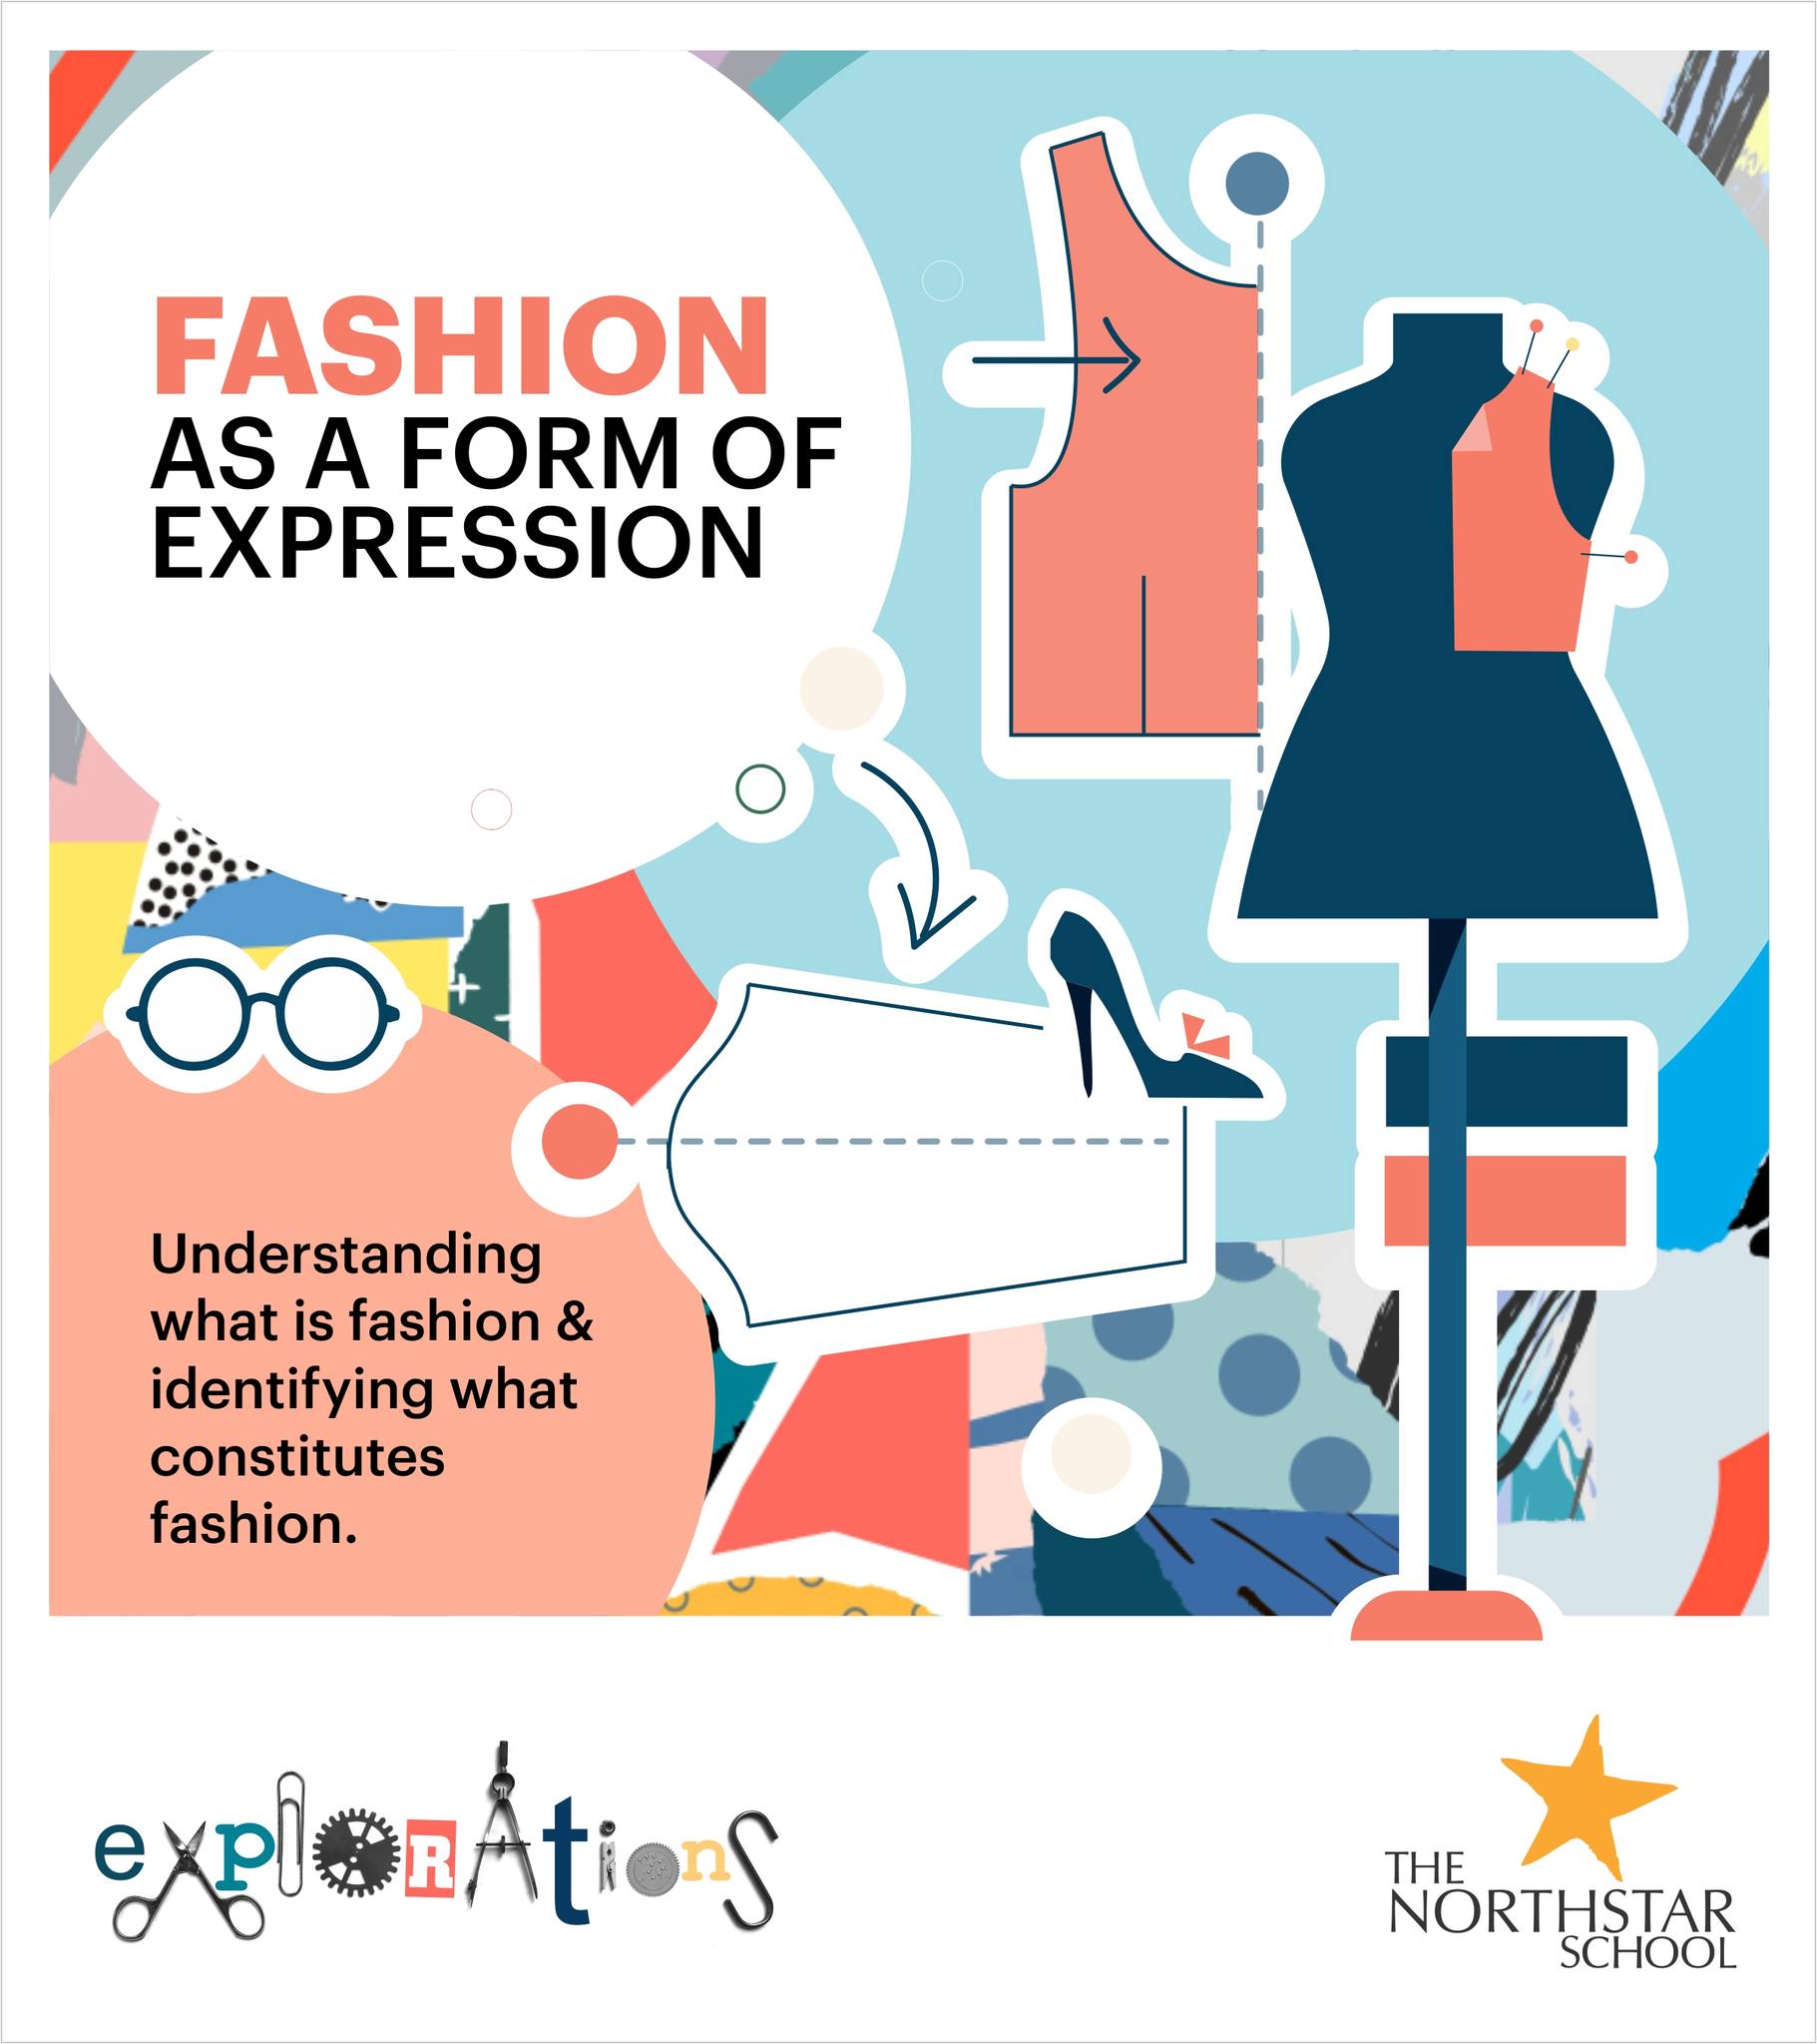 FASHION
AS A FORM OF
EXPRESSION
Understanding
what is fashion &
identifying what
constitutes
fashion.
explORAtionS
THE
NORTHSTAR
SCHOOL